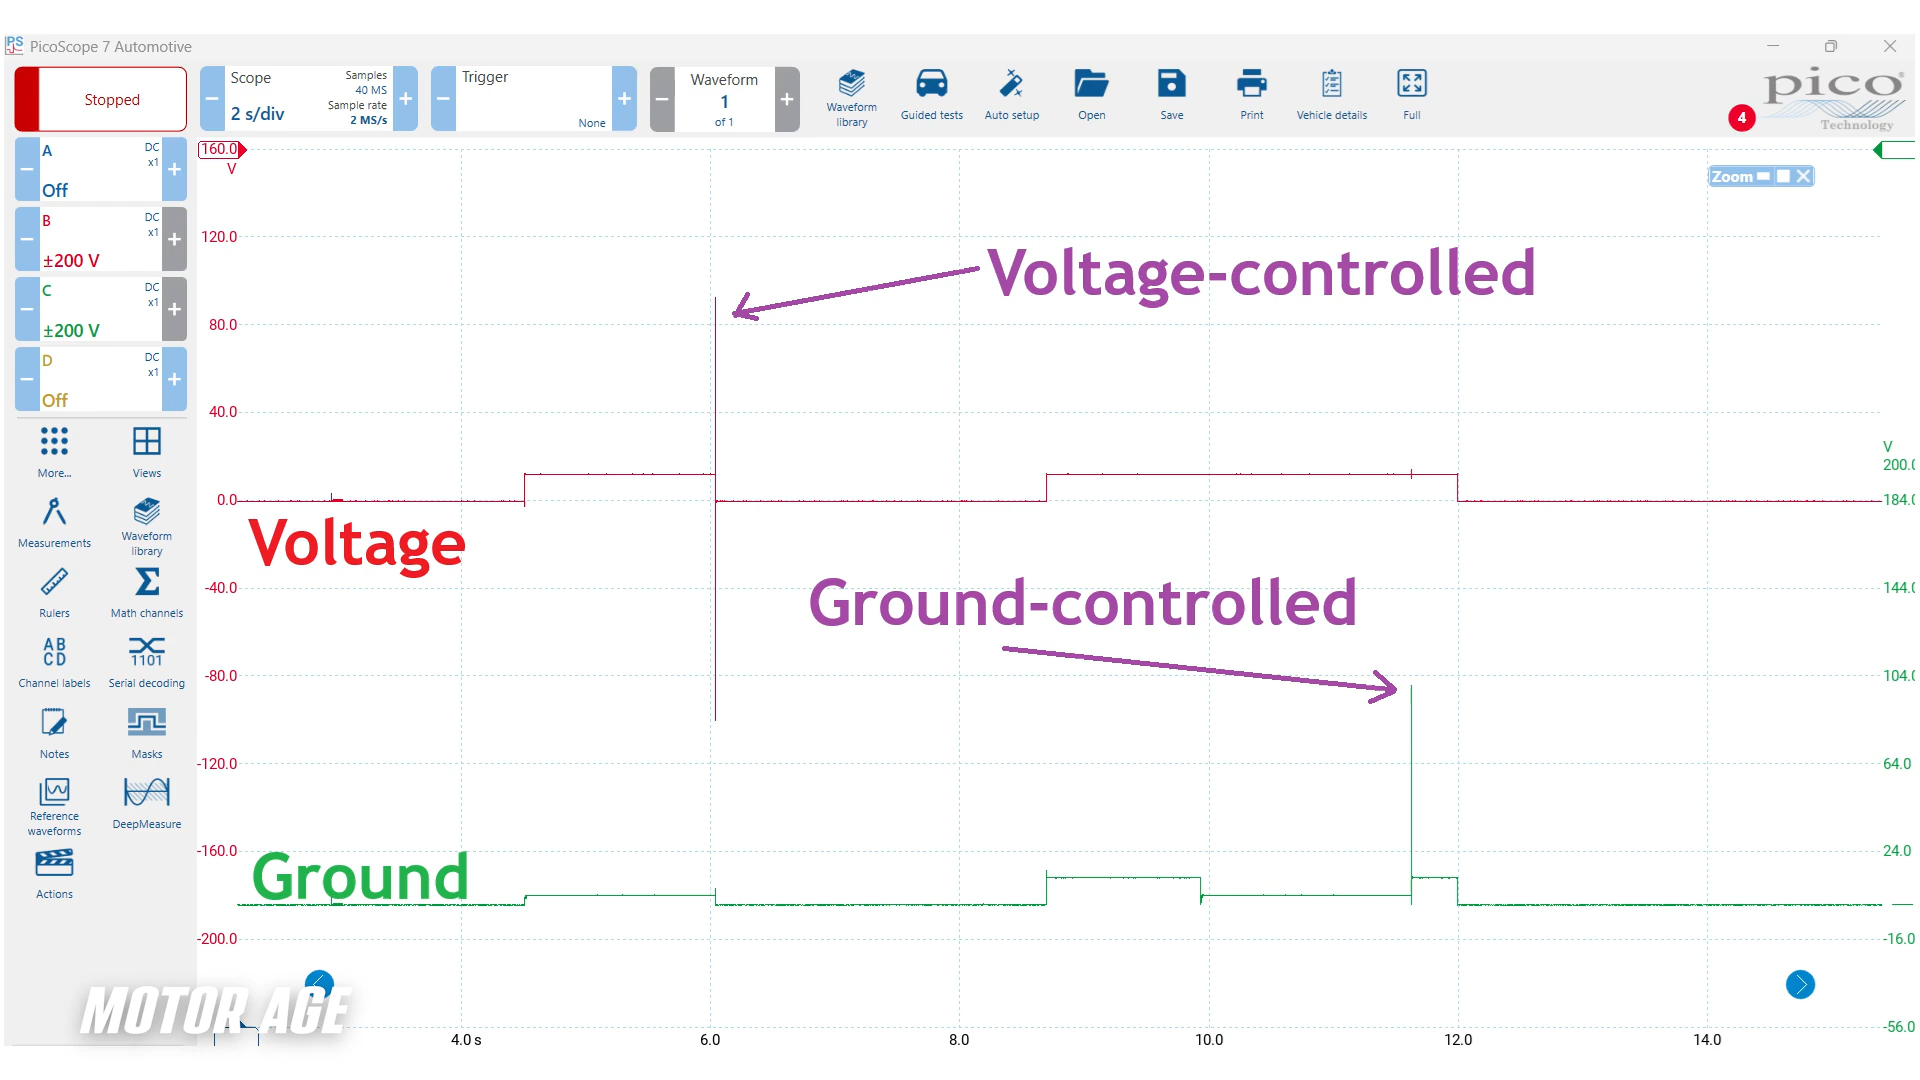 PicoScope 7 Automotive
Stopped
Scope
2 s/div
Samples
40 MS
Sample rate
2 MS/s
Trigger
None
Waveform
1
of 1
Waveform
library
Guided tests
Auto setup
Open
Save
Print
Vehicle details
Full
4
pico
Technology
A
DC
x1
Off
B
DC
x1
±200 V
C
DC
x1
±200 V
D
DC
x1
Off
More...
Views
Measurements
Waveform
library
Rulers
Math channels
AB
CD
1101
Channel labels
Serial decoding
Notes
Masks
Reference
waveforms
DeepMeasure
Actions
160.0
V
120.0
80.0
40.0
0.0
-40.0
-80.0
-120.0
-160.0
-200.0
Zoom
Voltage-controlled
Voltage
Ground-controlled
Ground
V
200.0
184.0
144.0
104.0
64.0
24.0
-16.0
-56.0
4.0 s
6.0
8.0
10.0
12.0
14.0
MOTOR AGE